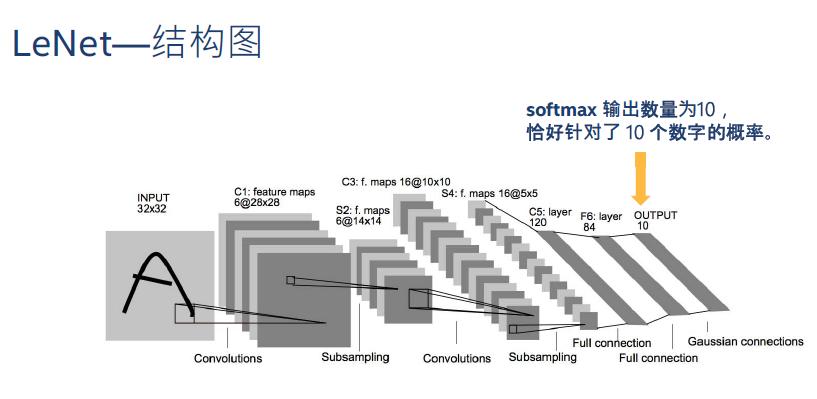 LeNet—结构图
softmax 输出数量为10，
恰好针对了 10 个数字的概率。
INPUT
32x32
C1: feature maps
6@28x28
S2: f. maps
6@14x14
C3: f. maps 16@10x10
S4: f. maps 16@5x5
C5: layer
120
F6: layer
84
OUTPUT
10
Convolutions
Subsampling
Convolutions
Subsampling
Full connection
Full connection
Gaussian connections